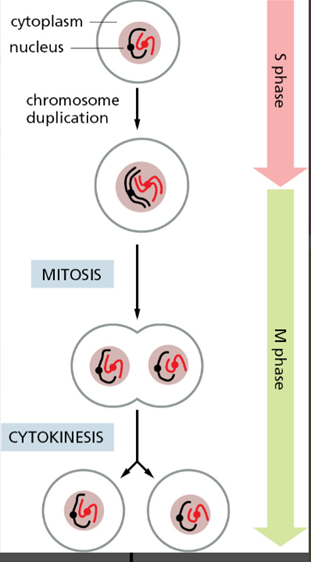 cytoplasm
nucleus
chromosome
duplication
S phase
MITOSIS
M phase
CYTOKINESIS